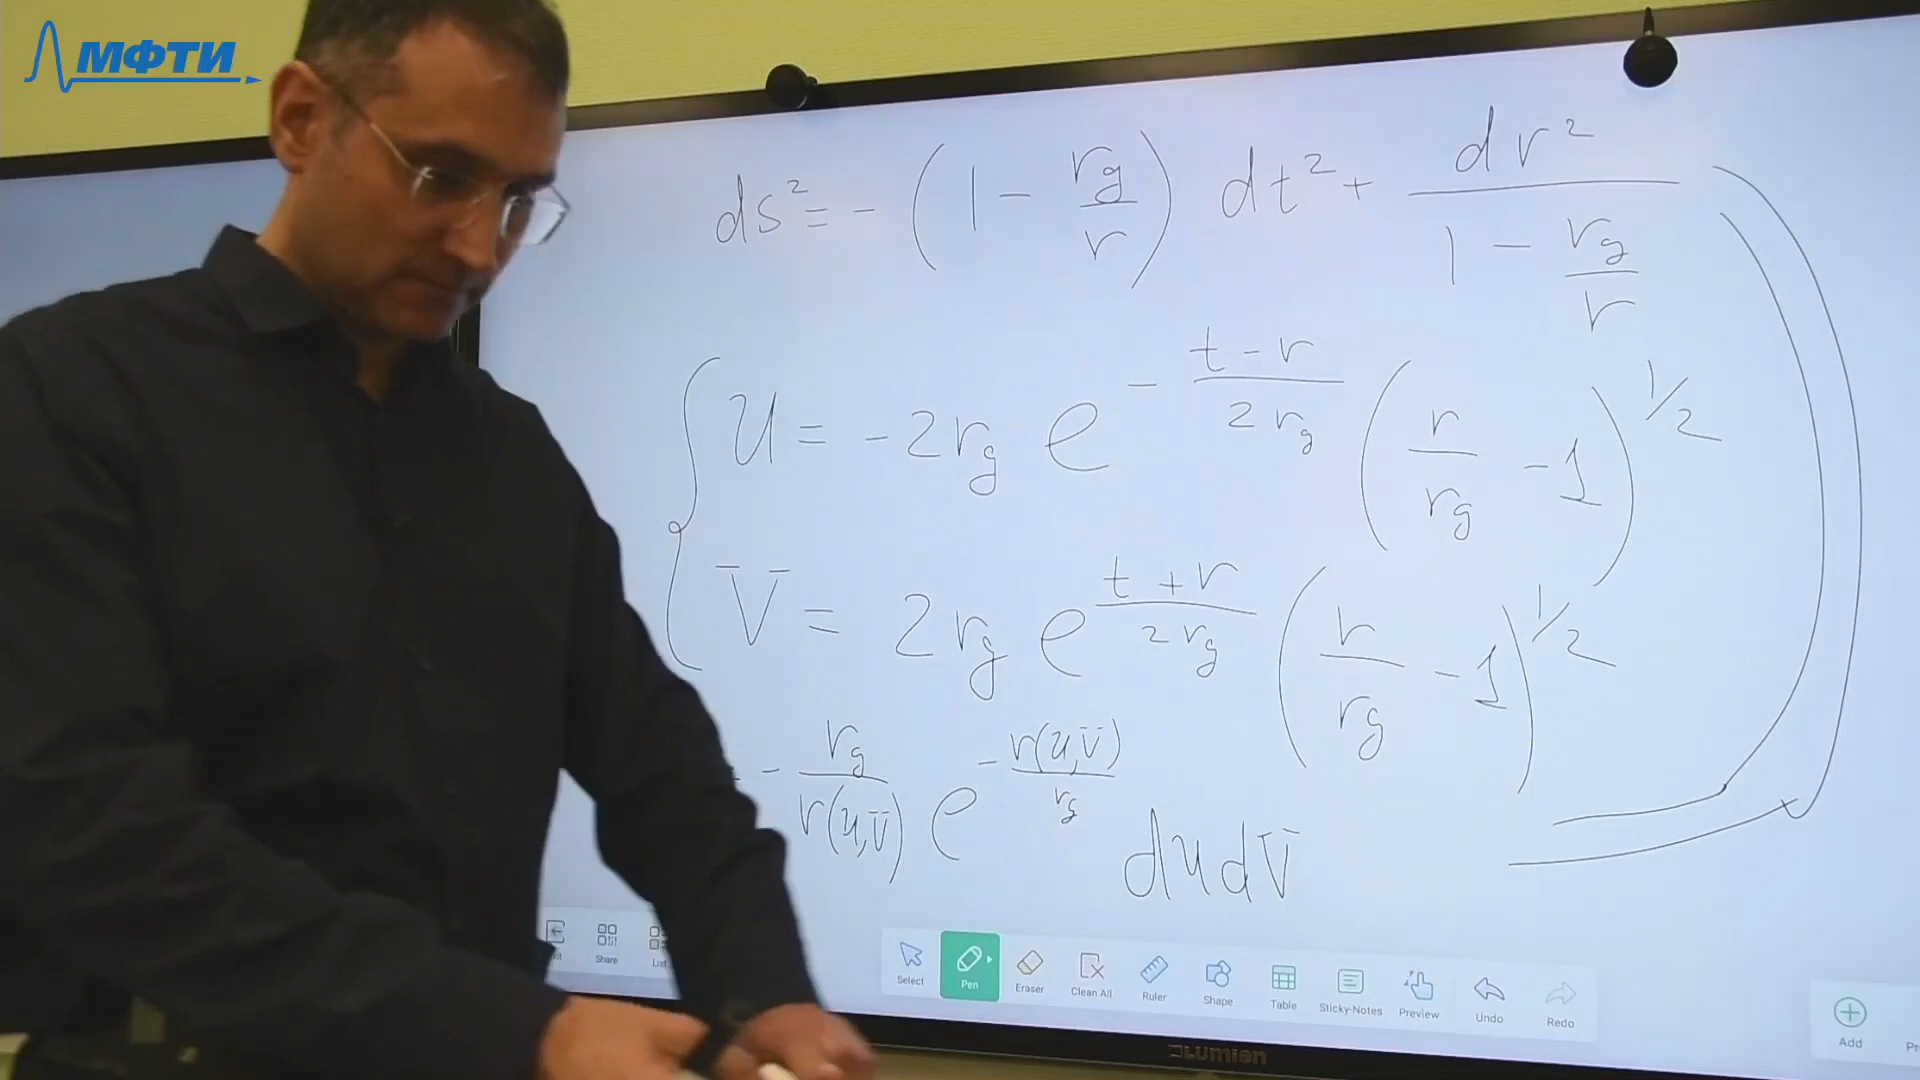 МФТИ
ds² = - (1 - r_g/r) dt² + dr²/(1 - r_g/r)
U = -2r_g e^{-(t-r)/(2r_g)} (r/r_g - 1)^{1/2}
V = 2r_g e^{(t+r)/(2r_g)} (r/r_g - 1)^{1/2}
- r_g/r(u,V) e^{-r(u,V)/r_g} du dV
Share
Select
Pen
Eraser
Clean All
Ruler
Shape
Table
Sticky-Notes
Preview
Undo
Redo
Add
Lumien